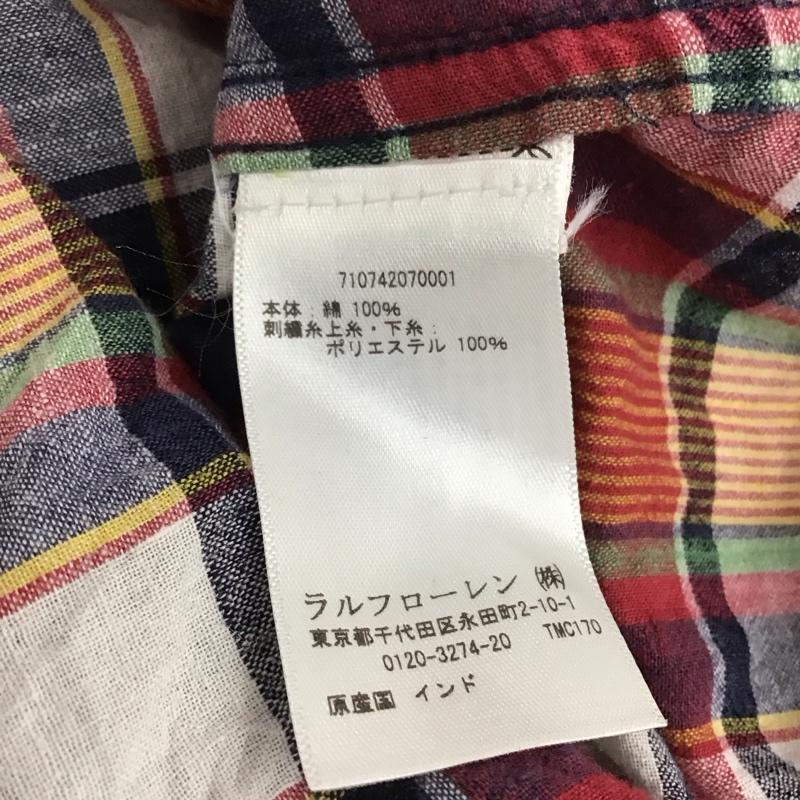 710742070001
本体：綿 100%
刺繍糸上糸・下糸：
ポリエステル 100%
ラルフローレン ㈱
東京都千代田区永田町2-10-1
0120-3274-20 TMC170
原産国 インド